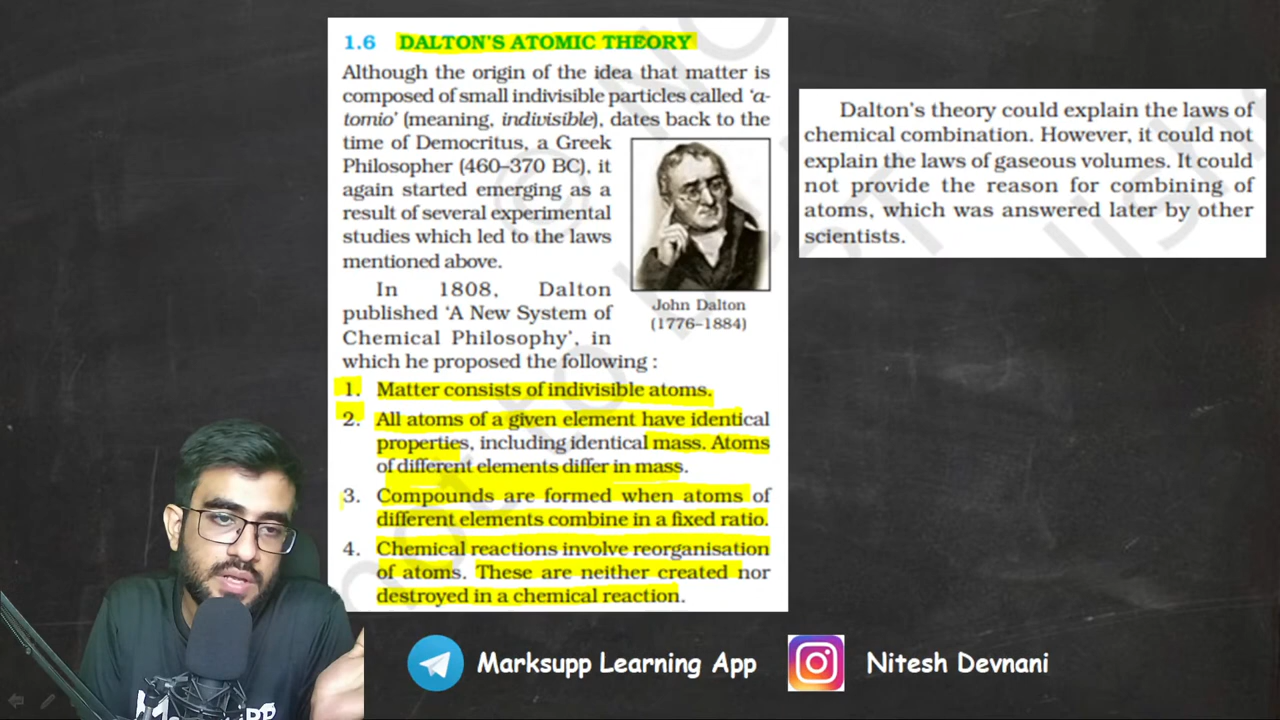 1.6 DALTON'S ATOMIC THEORY
Although the origin of the idea that matter is
composed of small indivisible particles called 'a-
tomio' (meaning, indivisible), dates back to the
time of Democritus, a Greek
Philosopher (460–370 BC), it
again started emerging as a
result of several experimental
studies which led to the laws
mentioned above.
In 1808, Dalton
published 'A New System of
Chemical Philosophy', in
which he proposed the following :
John Dalton
(1776–1884)
1. Matter consists of indivisible atoms.
2. All atoms of a given element have identical
properties, including identical mass. Atoms
of different elements differ in mass.
3. Compounds are formed when atoms of
different elements combine in a fixed ratio.
4. Chemical reactions involve reorganisation
of atoms. These are neither created nor
destroyed in a chemical reaction.
Dalton's theory could explain the laws of
chemical combination. However, it could not
explain the laws of gaseous volumes. It could
not provide the reason for combining of
atoms, which was answered later by other
scientists.
Marksupp Learning App
Nitesh Devnani